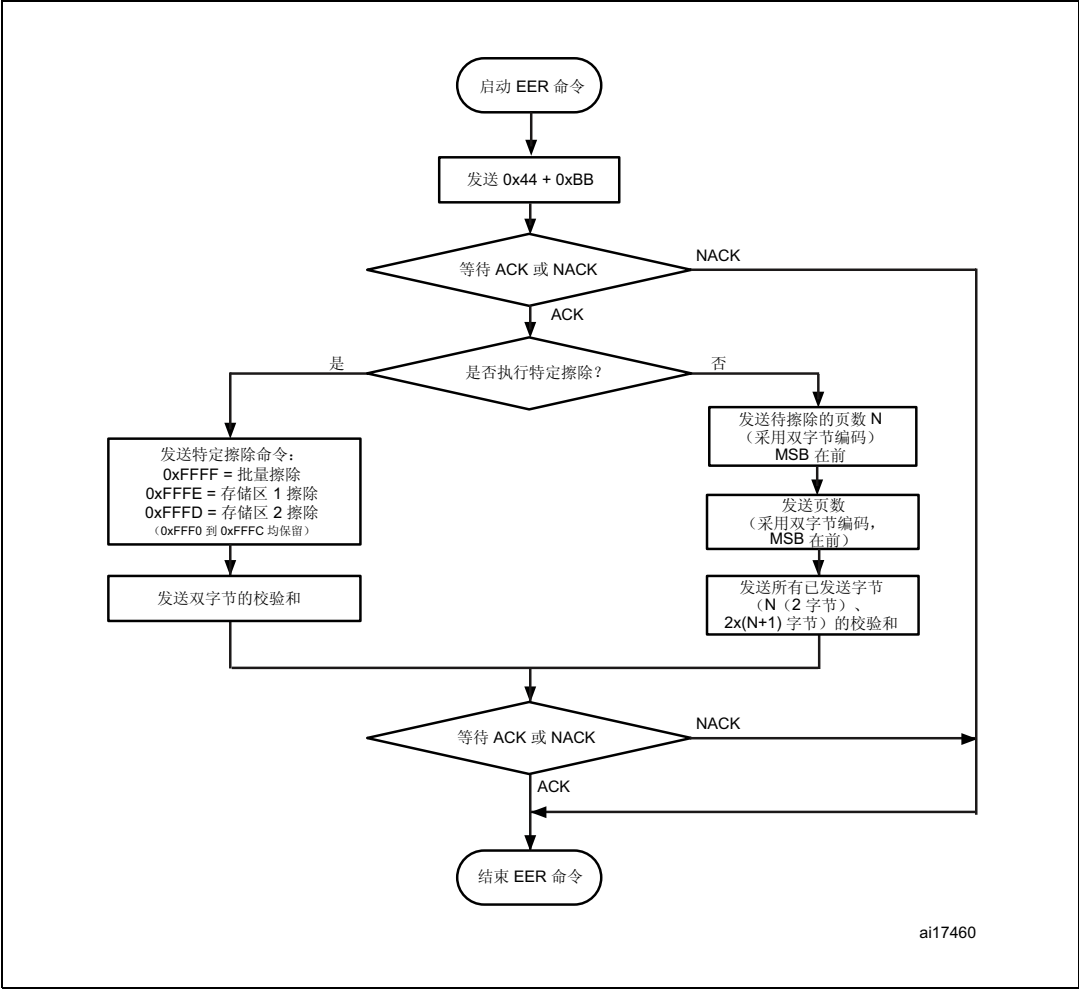 启动 EER 命令
发送 0x44 + 0xBB
等待 ACK 或 NACK
NACK
ACK
是否执行特定擦除？
是
否
发送特定擦除命令：
0xFFFF = 批量擦除
0xFFFE = 存储区 1 擦除
0xFFFD = 存储区 2 擦除
（0xFFF0 到 0xFFFC 均保留）
发送双字节的校验和
发送待擦除的页数 N
（采用双字节编码）
MSB 在前
发送页数
（采用双字节编码，
MSB 在前）
发送所有已发送字节
（N（2 字节）、
2x(N+1) 字节）的校验和
等待 ACK 或 NACK
NACK
ACK
结束 EER 命令
ai17460